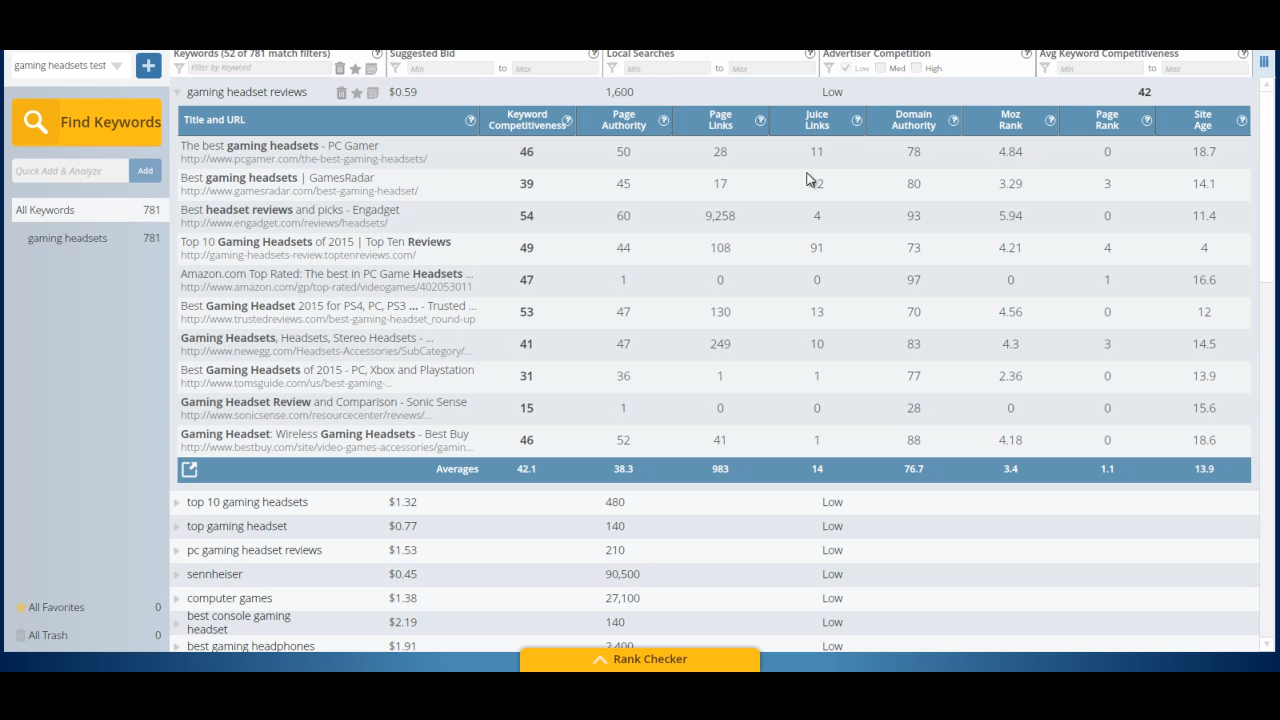 gaming headsets test
Keywords (52 of 781 match filters)
Suggested Bid
Local Searches
Advertiser Competition
Avg Keyword Competitiveness
Filter by Keyword
Min to Max
Min to Max
Low Med High
Min to Max
gaming headset reviews $0.59 1,600 Low 42
Find Keywords
Quick Add & Analyze Add
All Keywords 781
gaming headsets 781
All Favorites 0
All Trash 0
Title and URL Keyword Competitiveness Page Authority Page Links Juice Links Domain Authority Moz Rank Page Rank Site Age
The best gaming headsets - PC Gamer
http://www.pcgamer.com/the-best-gaming-headsets/
46 50 28 11 78 4.84 0 18.7
Best gaming headsets | GamesRadar
http://www.gamesradar.com/best-gaming-headset/
39 45 17 80 3.29 3 14.1
Best headset reviews and picks - Engadget
http://www.engadget.com/reviews/headsets/
54 60 9,258 4 93 5.94 0 11.4
Top 10 Gaming Headsets of 2015 | Top Ten Reviews
http://gaming-headsets-review.toptenreviews.com/
49 44 108 91 73 4.21 4 4
Amazon.com Top Rated: The best in PC Game Headsets ...
http://www.amazon.com/gp/top-rated/videogames/402053011
47 1 0 0 97 0 1 16.6
Best Gaming Headset 2015 for PS4, PC, PS3 ... - Trusted ...
http://www.trustedreviews.com/best-gaming-headset_round-up
53 47 130 13 70 4.56 0 12
Gaming Headsets, Headsets, Stereo Headsets - ...
http://www.newegg.com/Headsets-Accessories/SubCategory/...
41 47 249 10 83 4.3 3 14.5
Best Gaming Headsets of 2015 - PC, Xbox and Playstation
http://www.tomsguide.com/us/best-gaming-...
31 36 1 1 77 2.36 0 13.9
Gaming Headset Review and Comparison - Sonic Sense
http://www.sonicsense.com/resourcecenter/reviews/...
15 1 0 0 28 0 0 15.6
Gaming Headset: Wireless Gaming Headsets - Best Buy
http://www.bestbuy.com/site/video-games-accessories/gamin...
46 52 41 1 88 4.18 0 18.6
Averages 42.1 38.3 983 14 76.7 3.4 1.1 13.9
top 10 gaming headsets $1.32 480 Low
top gaming headset $0.77 140 Low
pc gaming headset reviews $1.53 210 Low
sennheiser $0.45 90,500 Low
computer games $1.38 27,100 Low
best console gaming
headset $2.19 140 Low
best gaming headphones $1.91 2,400 Low
Rank Checker